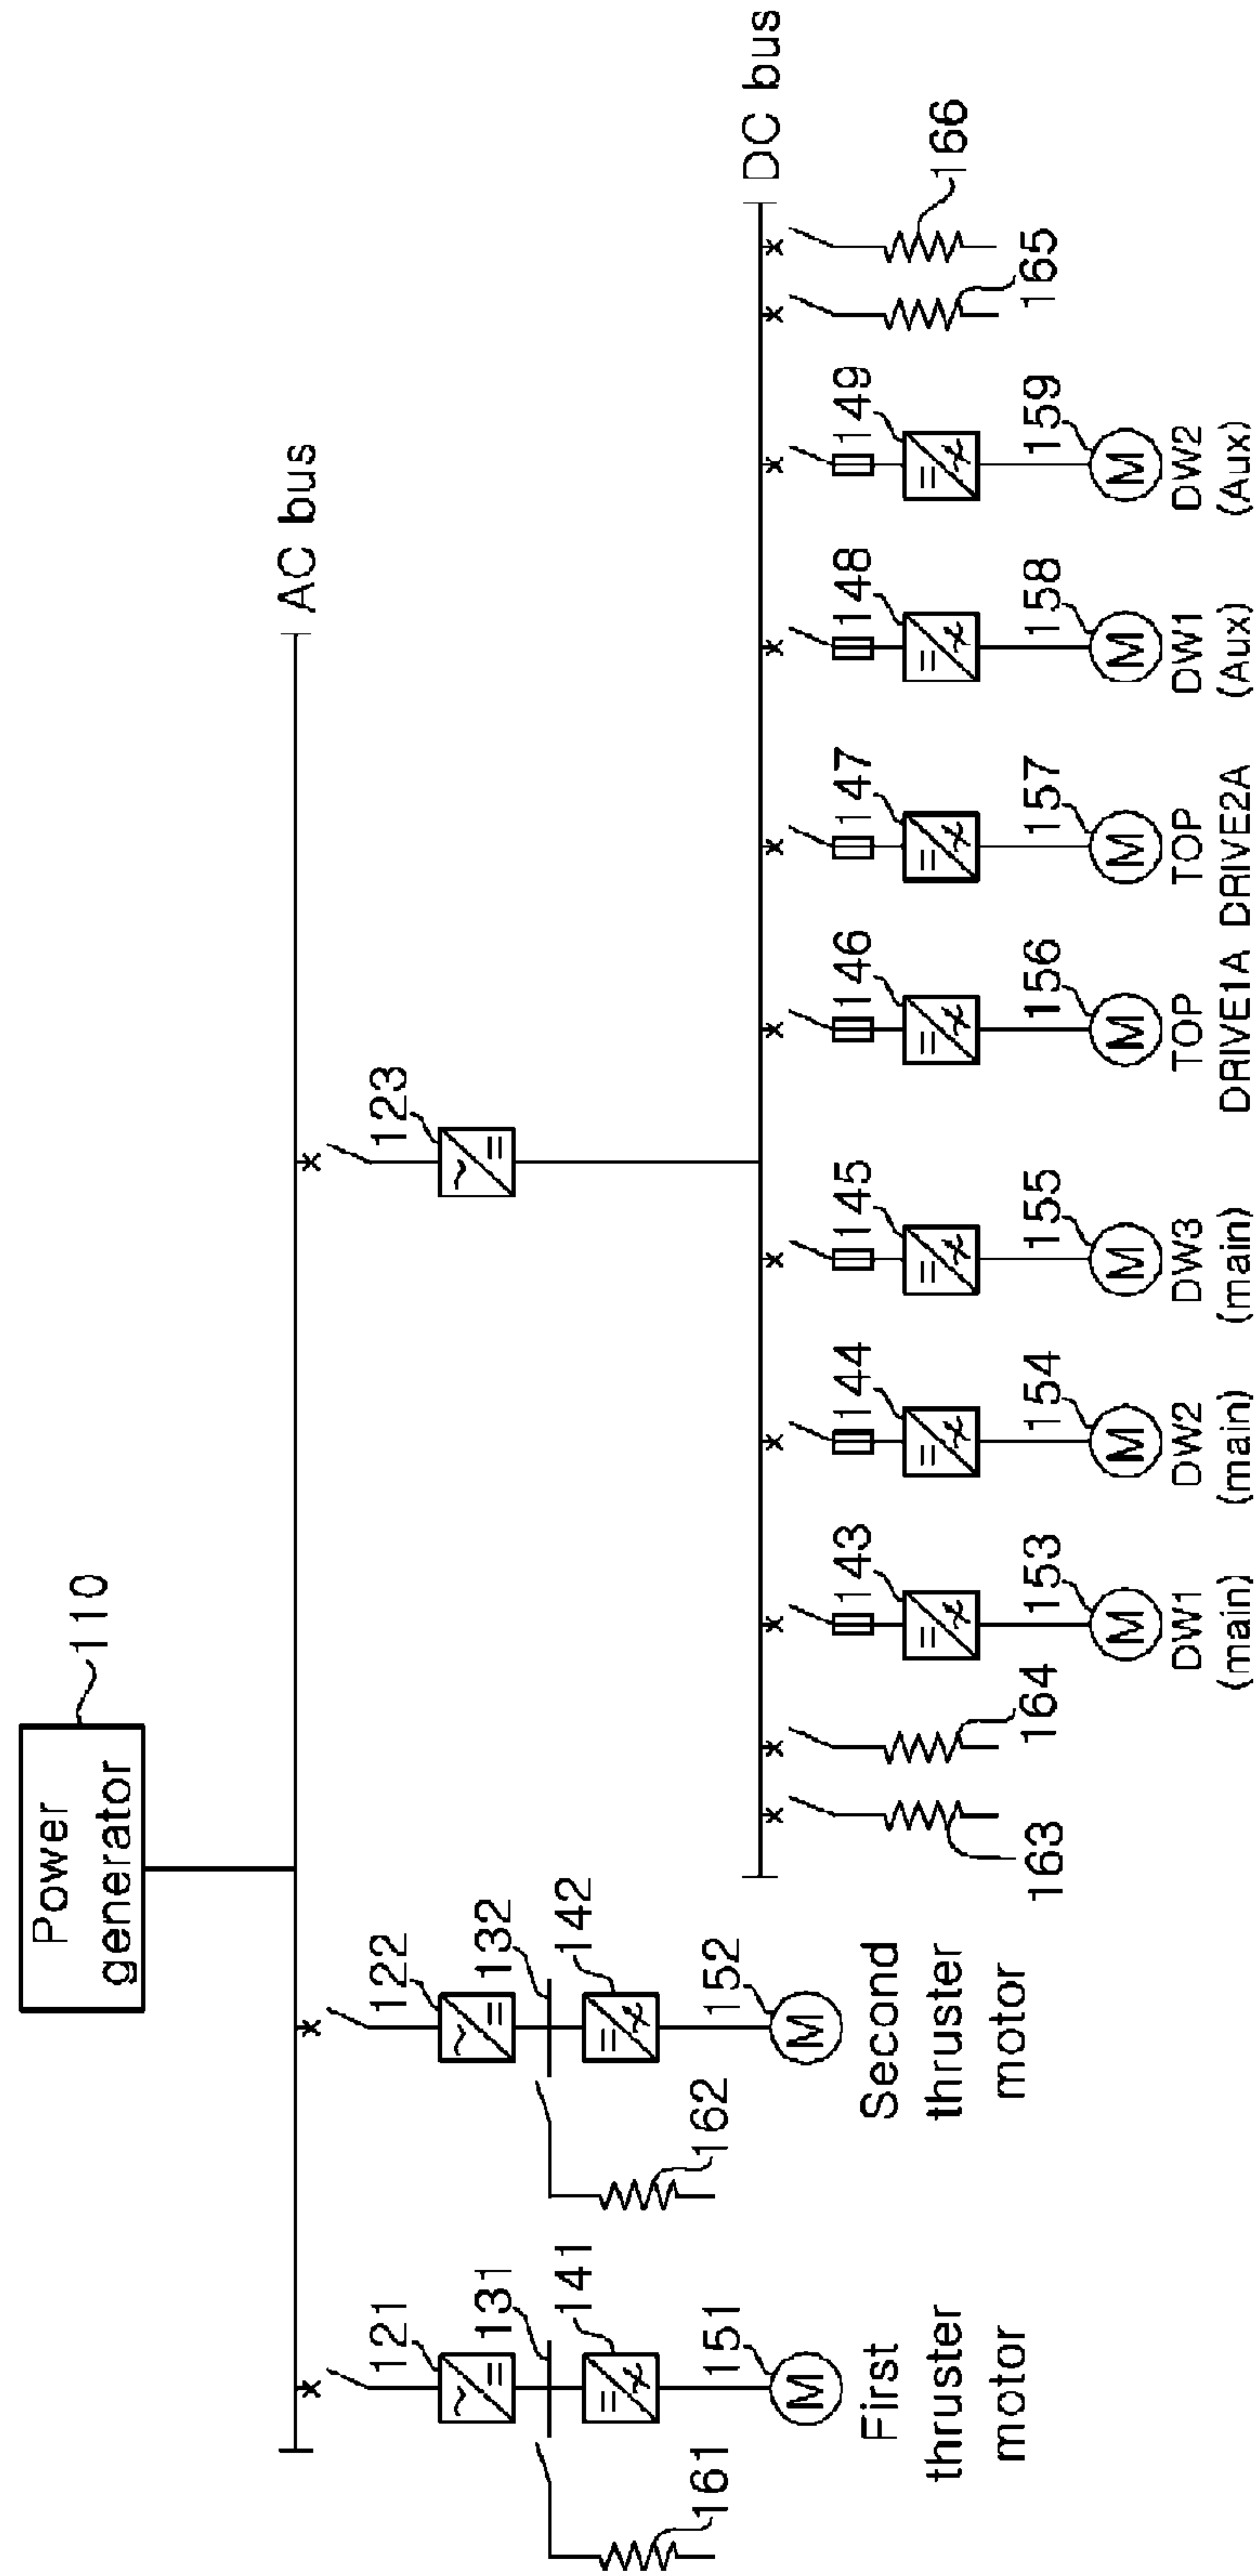 Power
generator
110
AC bus
121
122
123
131
132
141
142
151
152
161
162
First
thruster
motor
Second
thruster
motor
DC bus
163
164
143
144
145
146
147
148
149
165
166
153
154
155
156
157
158
159
M
M
M
M
M
M
M
M
M
DW1
(main)
DW2
(main)
DW3
(main)
TOP
DRIVE1A
TOP
DRIVE2A
DW1
(Aux)
DW2
(Aux)